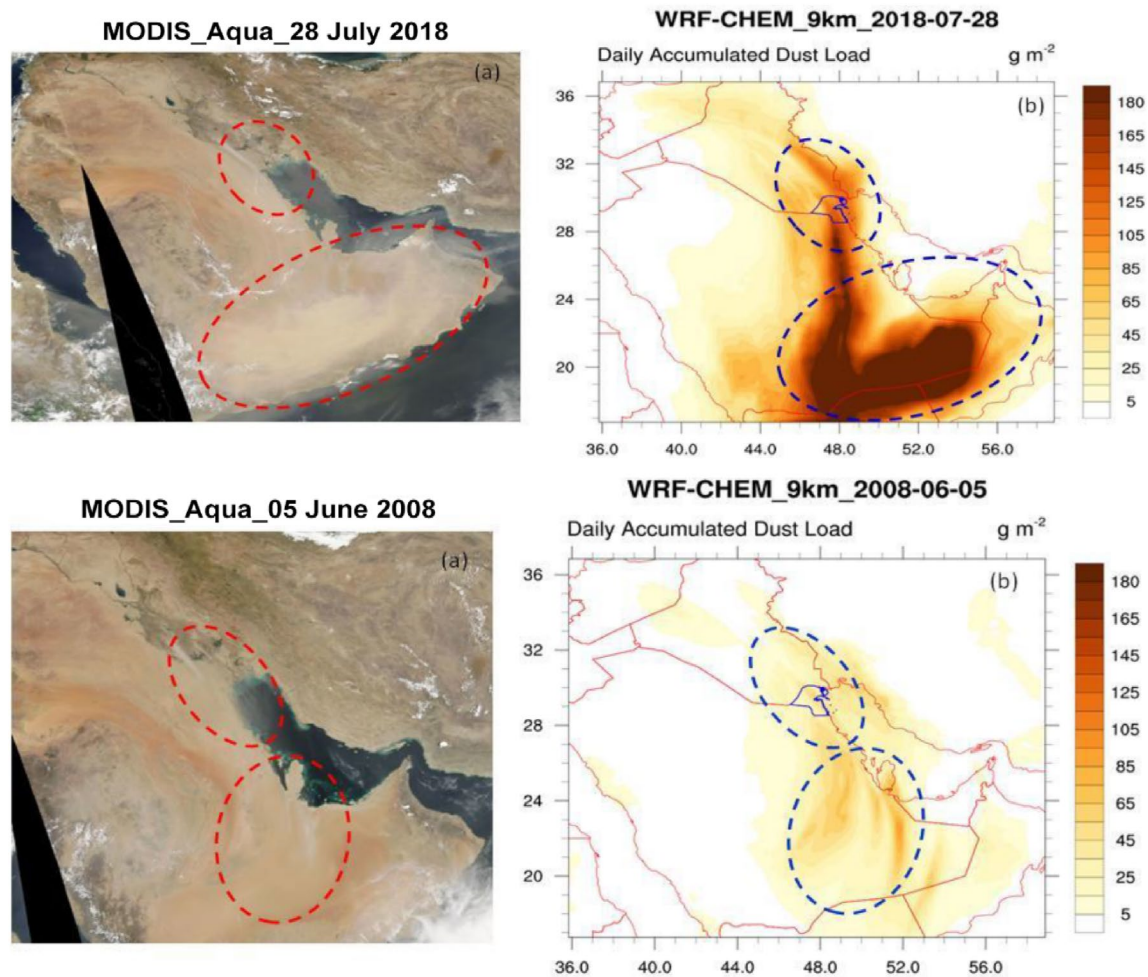 MODIS_Aqua_28 July 2018
(a)
WRF-CHEM_9km_2018-07-28
Daily Accumulated Dust Load g m-2
(b)
36
32
28
24
20
36.0 40.0 44.0 48.0 52.0 56.0
180
165
145
125
105
85
65
45
25
5
MODIS_Aqua_05 June 2008
(a)
WRF-CHEM_9km_2008-06-05
Daily Accumulated Dust Load g m-2
(b)
36
32
28
24
20
36.0 40.0 44.0 48.0 52.0 56.0
180
165
145
125
105
85
65
45
25
5